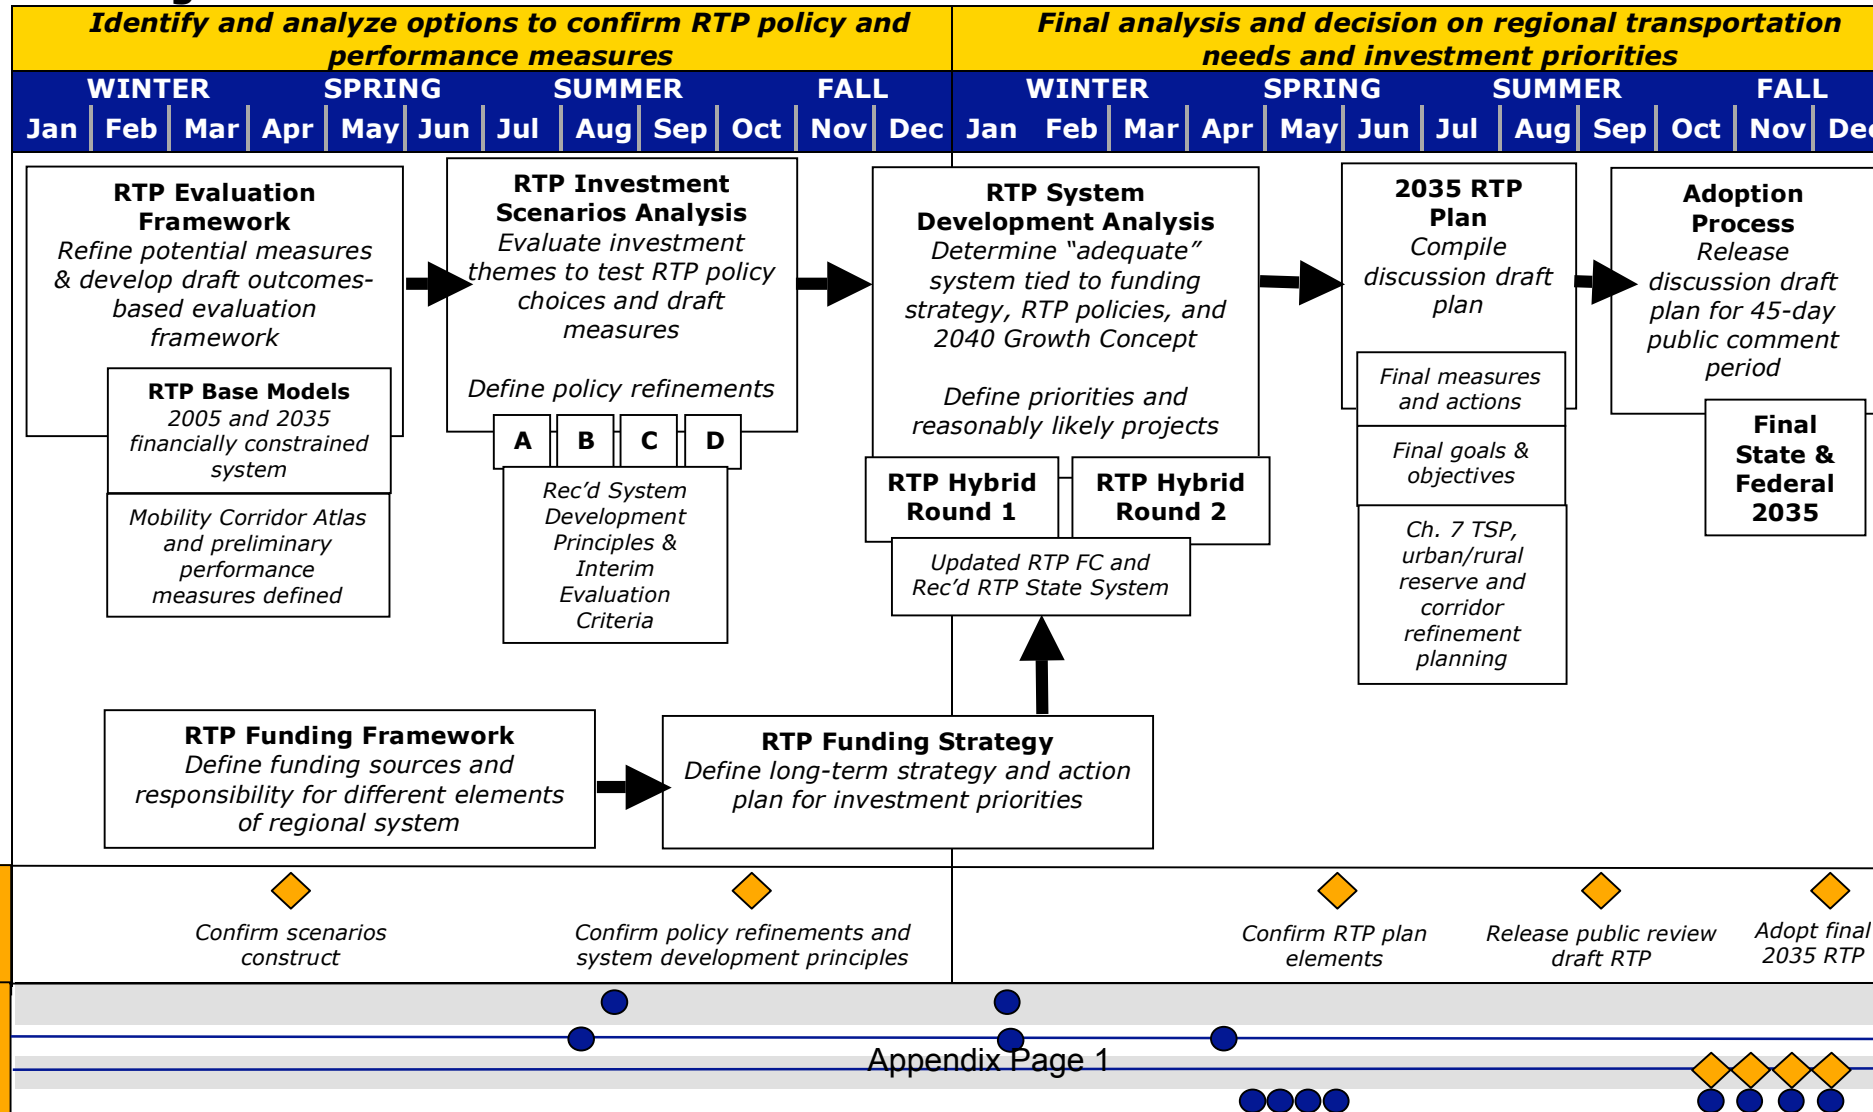 Identify and analyze options to confirm RTP policy and
performance measures
Final analysis and decision on regional transportation
needs and investment priorities
WINTER SPRING SUMMER FALL WINTER SPRING SUMMER FALL
Jan Feb Mar Apr May Jun Jul Aug Sep Oct Nov Dec Jan Feb Mar Apr May Jun Jul Aug Sep Oct Nov Dec
RTP Evaluation
Framework
Refine potential measures
& develop draft outcomes-
based evaluation
framework
RTP Base Models
2005 and 2035
financially constrained
system
Mobility Corridor Atlas
and preliminary
performance
measures defined
RTP Investment
Scenarios Analysis
Evaluate investment
themes to test RTP policy
choices and draft
measures
Define policy refinements
A B C D
Rec’d System
Development
Principles &
Interim
Evaluation
Criteria
RTP System
Development Analysis
Determine “adequate”
system tied to funding
strategy, RTP policies, and
2040 Growth Concept
Define priorities and
reasonably likely projects
RTP Hybrid
Round 1
RTP Hybrid
Round 2
Updated RTP FC and
Rec’d RTP State System
2035 RTP
Plan
Compile
discussion draft
plan
Final measures
and actions
Final goals &
objectives
Ch. 7 TSP,
urban/rural
reserve and
corridor
refinement
planning
Adoption
Process
Release
discussion draft
plan for 45-day
public comment
period
Final
State &
Federal
2035
RTP Funding Framework
Define funding sources and
responsibility for different elements
of regional system
RTP Funding Strategy
Define long-term strategy and action
plan for investment priorities
Confirm scenarios
construct
Confirm policy refinements and
system development principles
Confirm RTP plan
elements
Release public review
draft RTP
Adopt final
2035 RTP
Appendix Page 1